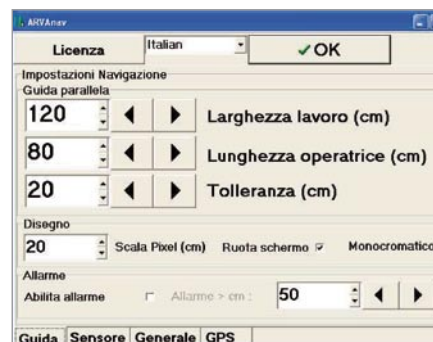 ARVAnav
Licenza Italian OK
Impostazioni Navigazione
Guida parallela
120 Larghezza lavoro (cm)
80 Lunghezza operatrice (cm)
20 Tolleranza (cm)
Disegno
20 Scala Pixel (cm) Ruota schermo Monocromatico
Allarme
Abilita allarme Allarme > cm : 50
Guida Sensore Generale GPS